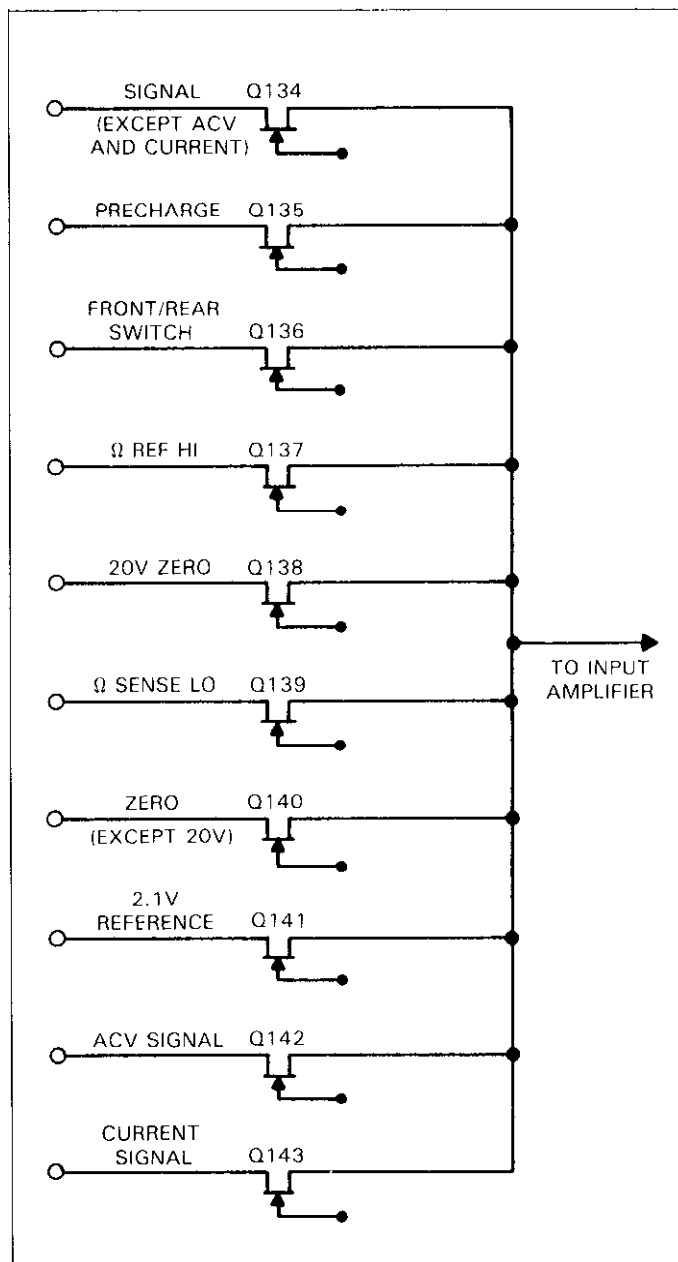 SIGNAL Q134
(EXCEPT ACV
AND CURRENT)
PRECHARGE Q135
FRONT/REAR
SWITCH Q136
Ω REF HI Q137
20V ZERO Q138
TO INPUT
AMPLIFIER
Ω SENSE LO Q139
ZERO Q140
(EXCEPT 20V)
2.1V
REFERENCE Q141
ACV SIGNAL Q142
CURRENT
SIGNAL Q143